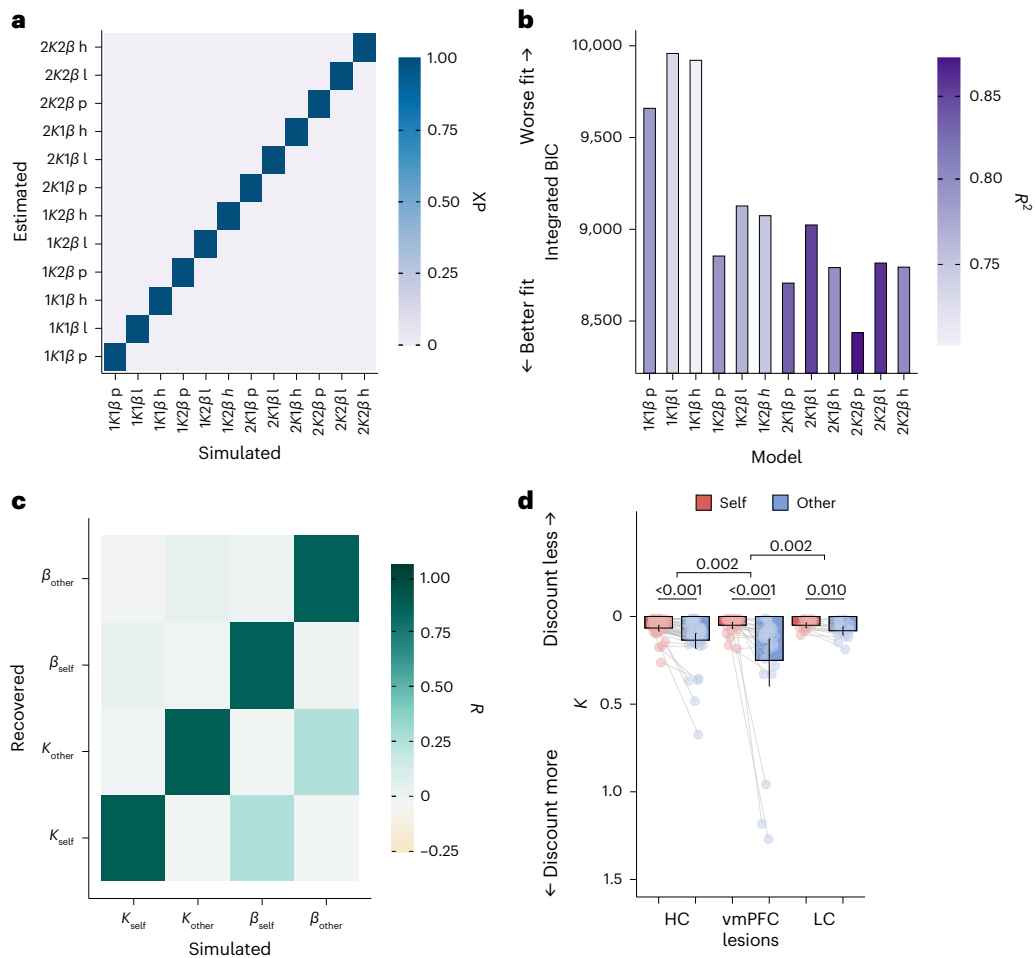 a
2K2β h
2K2β l
2K2β p
2K1β h
2K1β l
2K1β p
1K2β h
1K2β l
1K2β p
1K1β h
1K1β l
1K1β p
Estimated
1K1β p
1K1β l
1K1β h
1K2β p
1K2β l
1K2β h
2K1β p
2K1β l
2K1β h
2K2β p
2K2β l
2K2β h
Simulated
1.00
0.75
0.50
0.25
0
XP
b
← Better fit
Worse fit →
Integrated BIC
10,000
9,500
9,000
8,500
1K1β p
1K1β l
1K1β h
1K2β p
1K2β l
1K2β h
2K1β p
2K1β l
2K1β h
2K2β p
2K2β l
2K2β h
Model
0.85
0.80
0.75
R²
c
Recovered
βother
βself
Kother
Kself
Kself
Kother
βself
βother
Simulated
1.00
0.75
0.50
0.25
0
−0.25
R
d
Self
Other
← Discount more
Discount less →
K
0
0.5
1.0
1.5
0.002
0.002
<0.001
<0.001
0.010
HC
vmPFC
lesions
LC